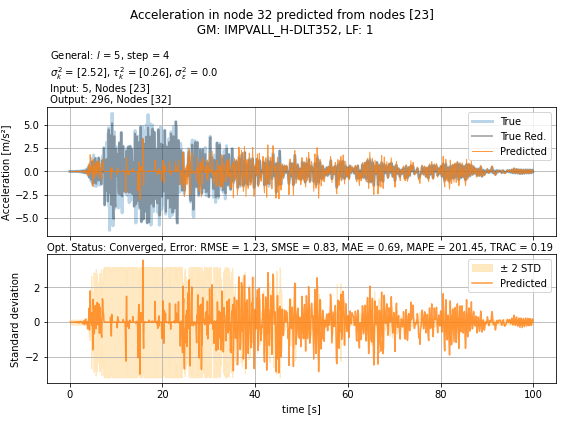 Acceleration in node 32 predicted from nodes [23]
GM: IMPVALL_H-DLT352, LF: 1
General: l = 5, step = 4
σ²ₖ = [2.52], τ²ₖ = [0.26], σ²ε = 0.0
Input: 5, Nodes [23]
Output: 296, Nodes [32]
Acceleration [m/s²]
5.0
2.5
0.0
−2.5
−5.0
True
True Red.
Predicted
Opt. Status: Converged, Error: RMSE = 1.23, SMSE = 0.83, MAE = 0.69, MAPE = 201.45, TRAC = 0.19
Standard deviation
2
0
−2
± 2 STD
Predicted
0
20
40
60
80
100
time [s]